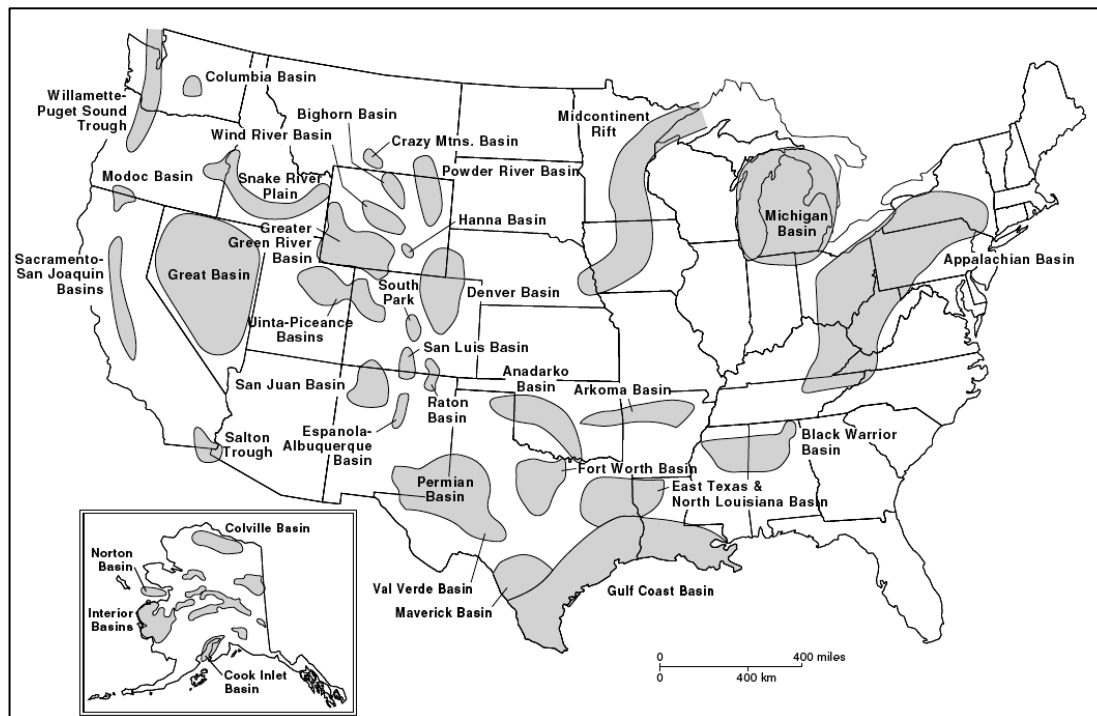 Columbia Basin
Willamette-
Puget Sound
Trough
Bighorn Basin
Wind River Basin
Crazy Mtns. Basin
Midcontinent
Rift
Modoc Basin
Snake River
Plain
Powder River Basin
Michigan
Basin
Hanna Basin
Greater
Green River
Basin
Sacramento-
San Joaquin
Basins
Great Basin
Appalachian Basin
South
Park
Denver Basin
Uinta-Piceance
Basins
San Luis Basin
San Juan Basin
Raton
Basin
Anadarko
Basin
Arkoma Basin
Espanola-
Albuquerque
Basin
Salton
Trough
Black Warrior
Basin
Permian
Basin
Fort Worth Basin
East Texas &
North Louisiana Basin
Val Verde Basin
Maverick Basin
Gulf Coast Basin
Colville Basin
Norton
Basin
Interior
Basins
Cook Inlet
Basin
0 400 miles
0 400 km